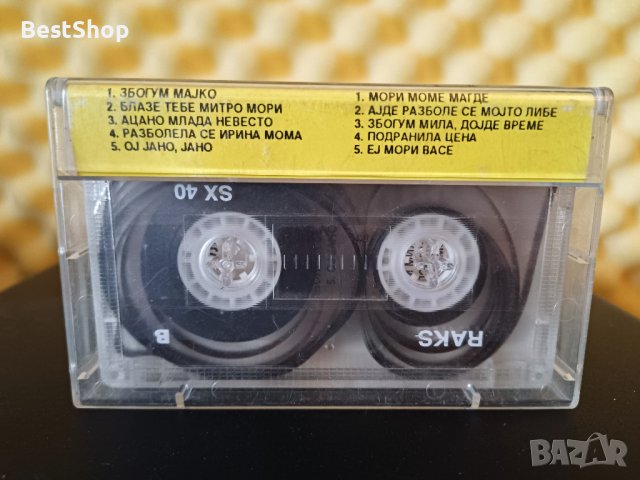 BestShop
1. ЗБОГУМ МАЈКО
2. БЛАЗЕ ТЕБЕ МИТРО МОРИ
3. АЦАНО МЛАДА НЕВЕСТО
4. РАЗБОЛЕЛА СЕ ИРИНА МОМА
5. ОЈ ЈАНО, ЈАНО
1. МОРИ МОМЕ МАГДЕ
2. АЈДЕ РАЗБОЛЕ СЕ МОЈТО ЛИБЕ
3. ЗБОГУМ МИЛА, ДОЈДЕ ВРЕМЕ
4. ПОДРАНИЛА ЦЕНА
5. ЕЈ МОРИ ВАСЕ
SX 40
B
RAKS
BAZAR